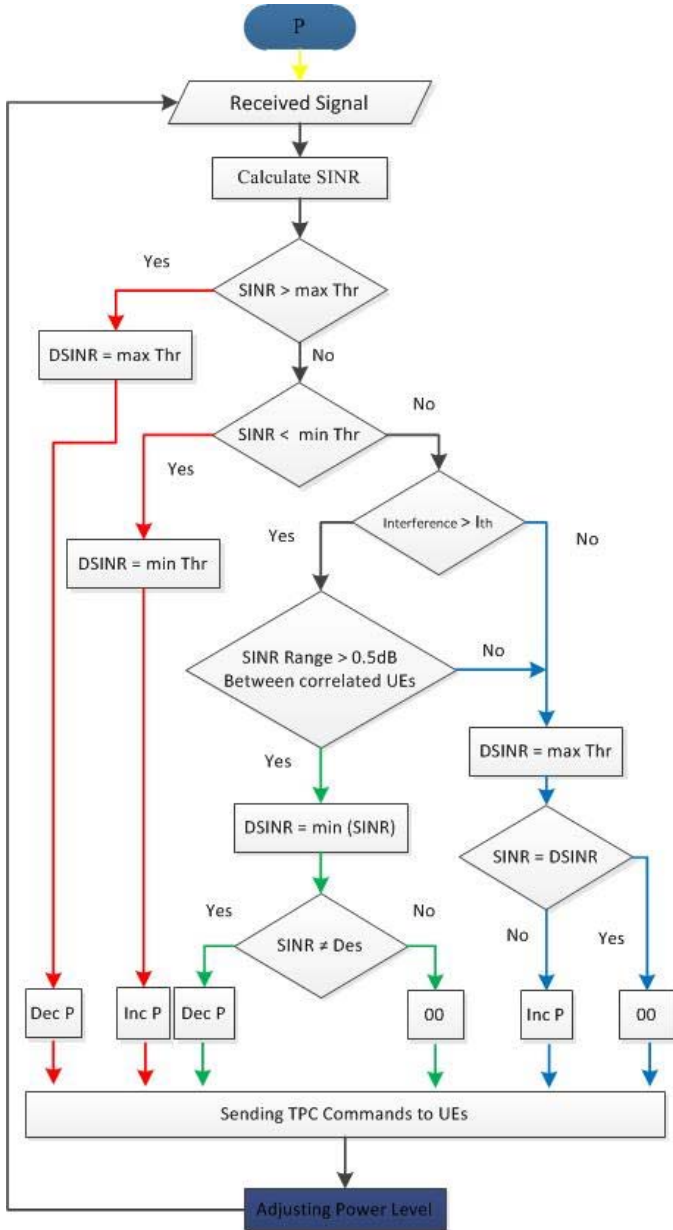 P
Received Signal
Calculate SINR
Yes
SINR > max Thr
DSINR = max Thr
No
SINR < min Thr
No
Yes
Interference > Ith
Yes
No
DSINR = min Thr
SINR Range > 0.5dB
Between correlated UEs
No
Yes
DSINR = max Thr
DSINR = min (SINR)
SINR = DSINR
Yes
No
SINR ≠ Des
No
Yes
Dec P
Inc P
Dec P
00
Inc P
00
Sending TPC Commands to UEs
Adjusting Power Level